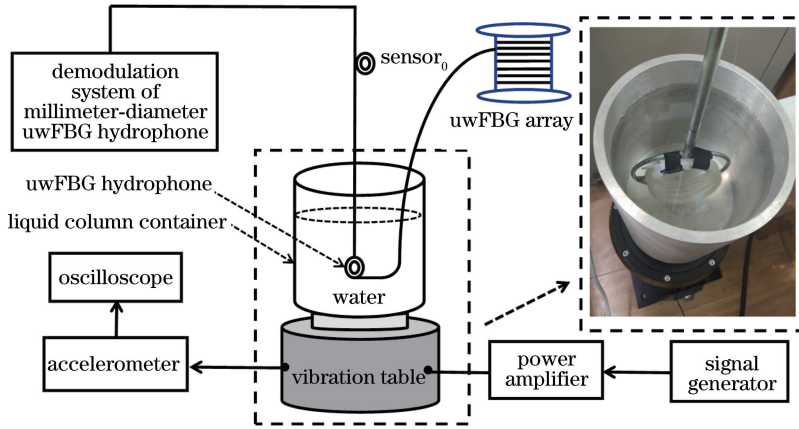 demodulation
system of
millimeter-diameter
uwFBG hydrophone
sensor₀
uwFBG array
uwFBG hydrophone
liquid column container
oscilloscope
water
accelerometer
vibration table
power
amplifier
signal
generator